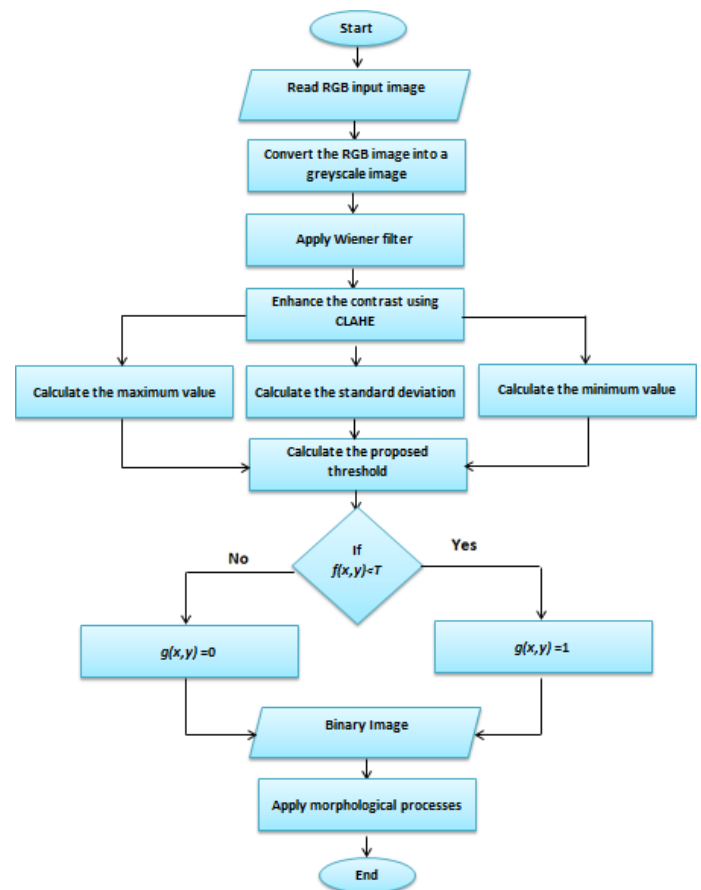 Start
Read RGB input image
Convert the RGB image into a
greyscale image
Apply Wiener filter
Enhance the contrast using
CLAHE
Calculate the maximum value
Calculate the standard deviation
Calculate the minimum value
Calculate the proposed
threshold
If
f(x,y)<T
No
Yes
g(x,y) =0
g(x,y) =1
Binary Image
Apply morphological processes
End